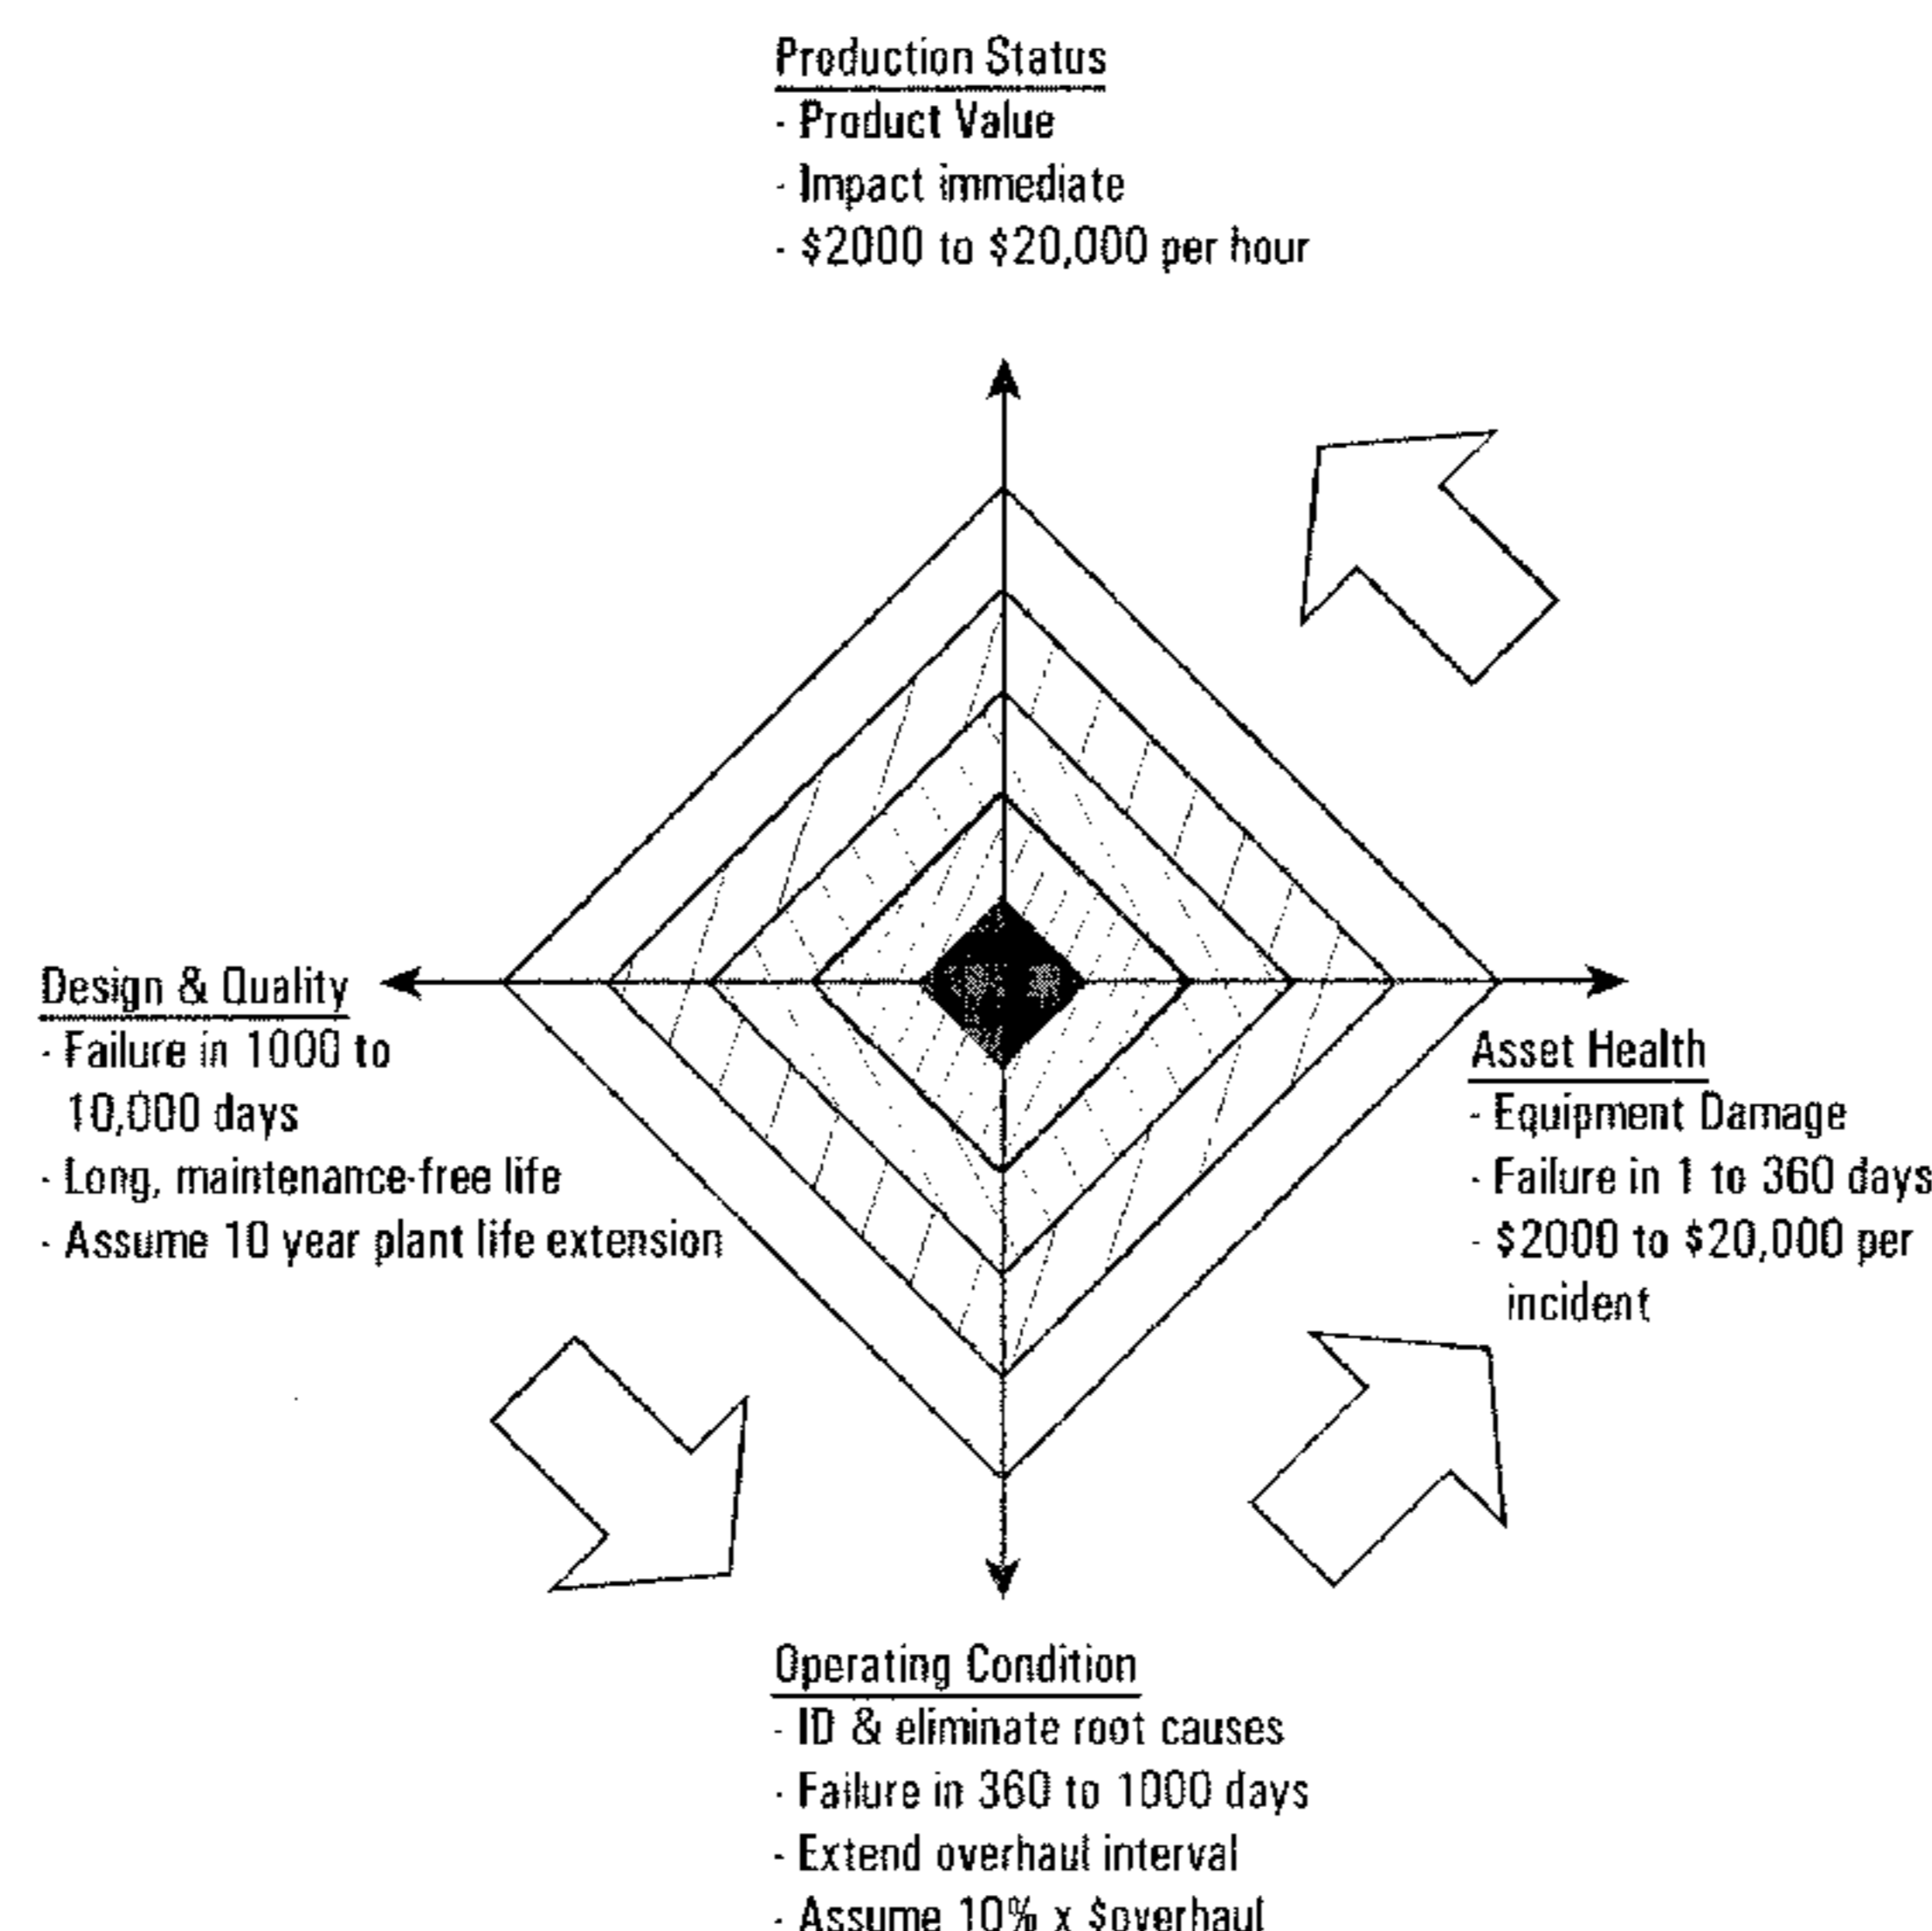 Production Status
- Product Value
- Impact immediate
- $2000 to $20,000 per hour
Design & Quality
- Failure in 1000 to
10,000 days
- Long, maintenance-free life
- Assume 10 year plant life extension
Asset Health
- Equipment Damage
- Failure in 1 to 360 days
- $2000 to $20,000 per
incident
Operating Condition
- ID & eliminate root causes
- Failure in 360 to 1000 days
- Extend overhaul interval
- Assume 10% x $overhaul